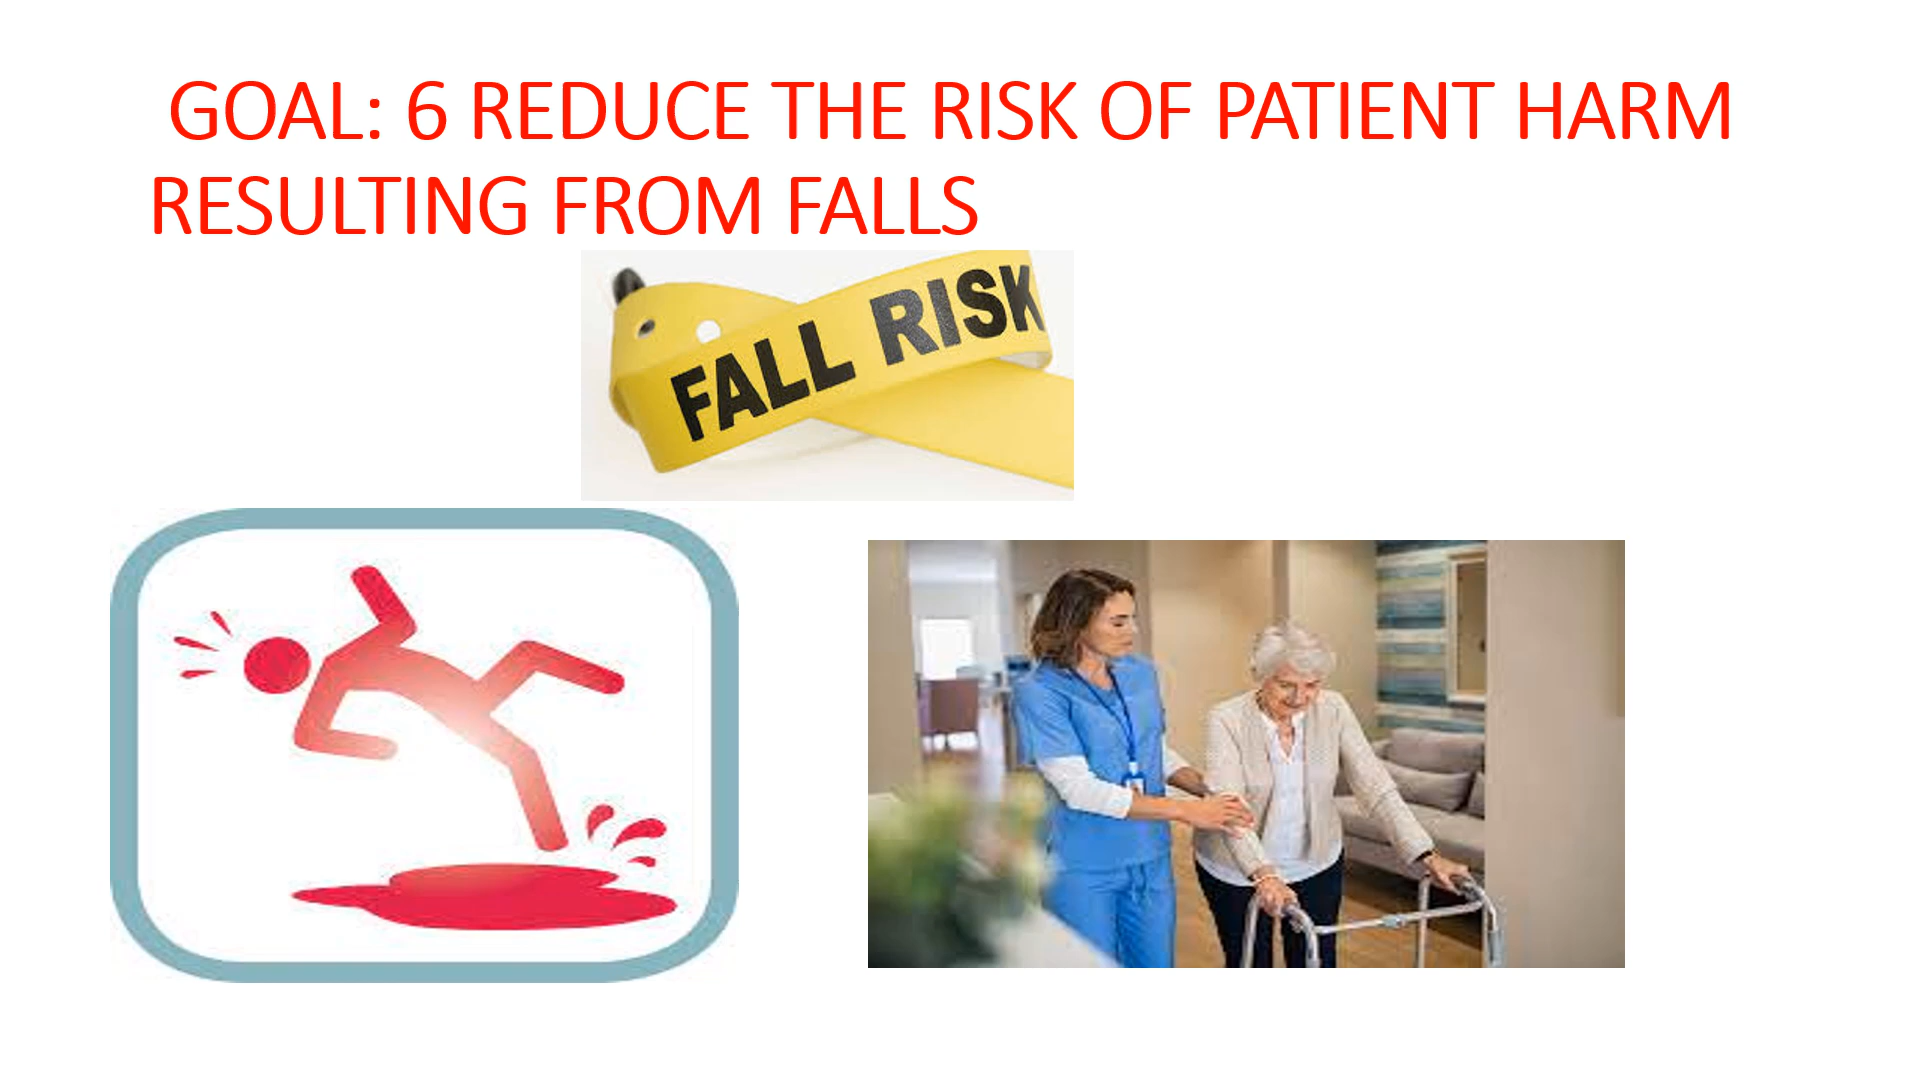 GOAL: 6 REDUCE THE RISK OF PATIENT HARM
RESULTING FROM FALLS
FALL RISK